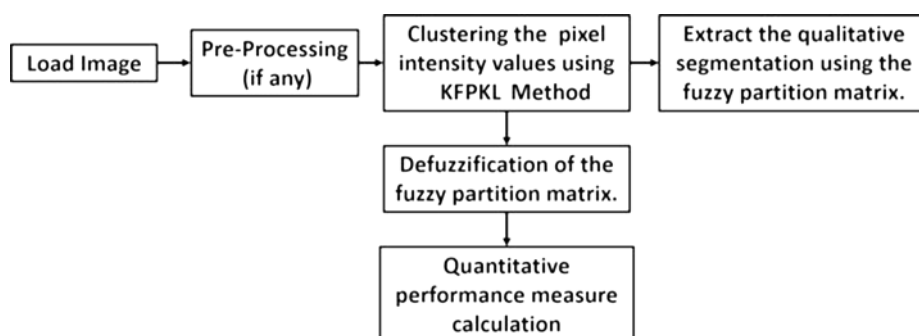 Load Image
Pre-Processing
(if any)
Clustering the pixel
intensity values using
KFPKL Method
Extract the qualitative
segmentation using the
fuzzy partition matrix.
Defuzzification of the
fuzzy partition matrix.
Quantitative
performance measure
calculation